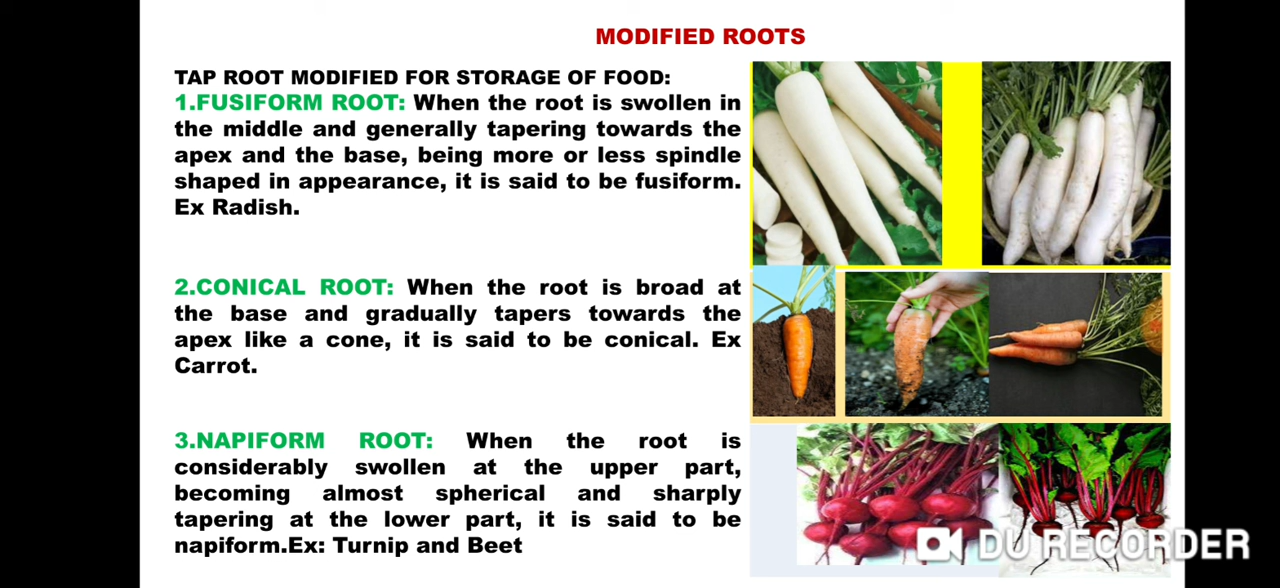 MODIFIED ROOTS
TAP ROOT MODIFIED FOR STORAGE OF FOOD:
1.FUSIFORM ROOT: When the root is swollen in
the middle and generally tapering towards the
apex and the base, being more or less spindle
shaped in appearance, it is said to be fusiform.
Ex Radish.
2.CONICAL ROOT: When the root is broad at
the base and gradually tapers towards the
apex like a cone, it is said to be conical. Ex
Carrot.
3.NAPIFORM ROOT: When the root is
considerably swollen at the upper part,
becoming almost spherical and sharply
tapering at the lower part, it is said to be
napiform.Ex: Turnip and Beet
DU RECORDER